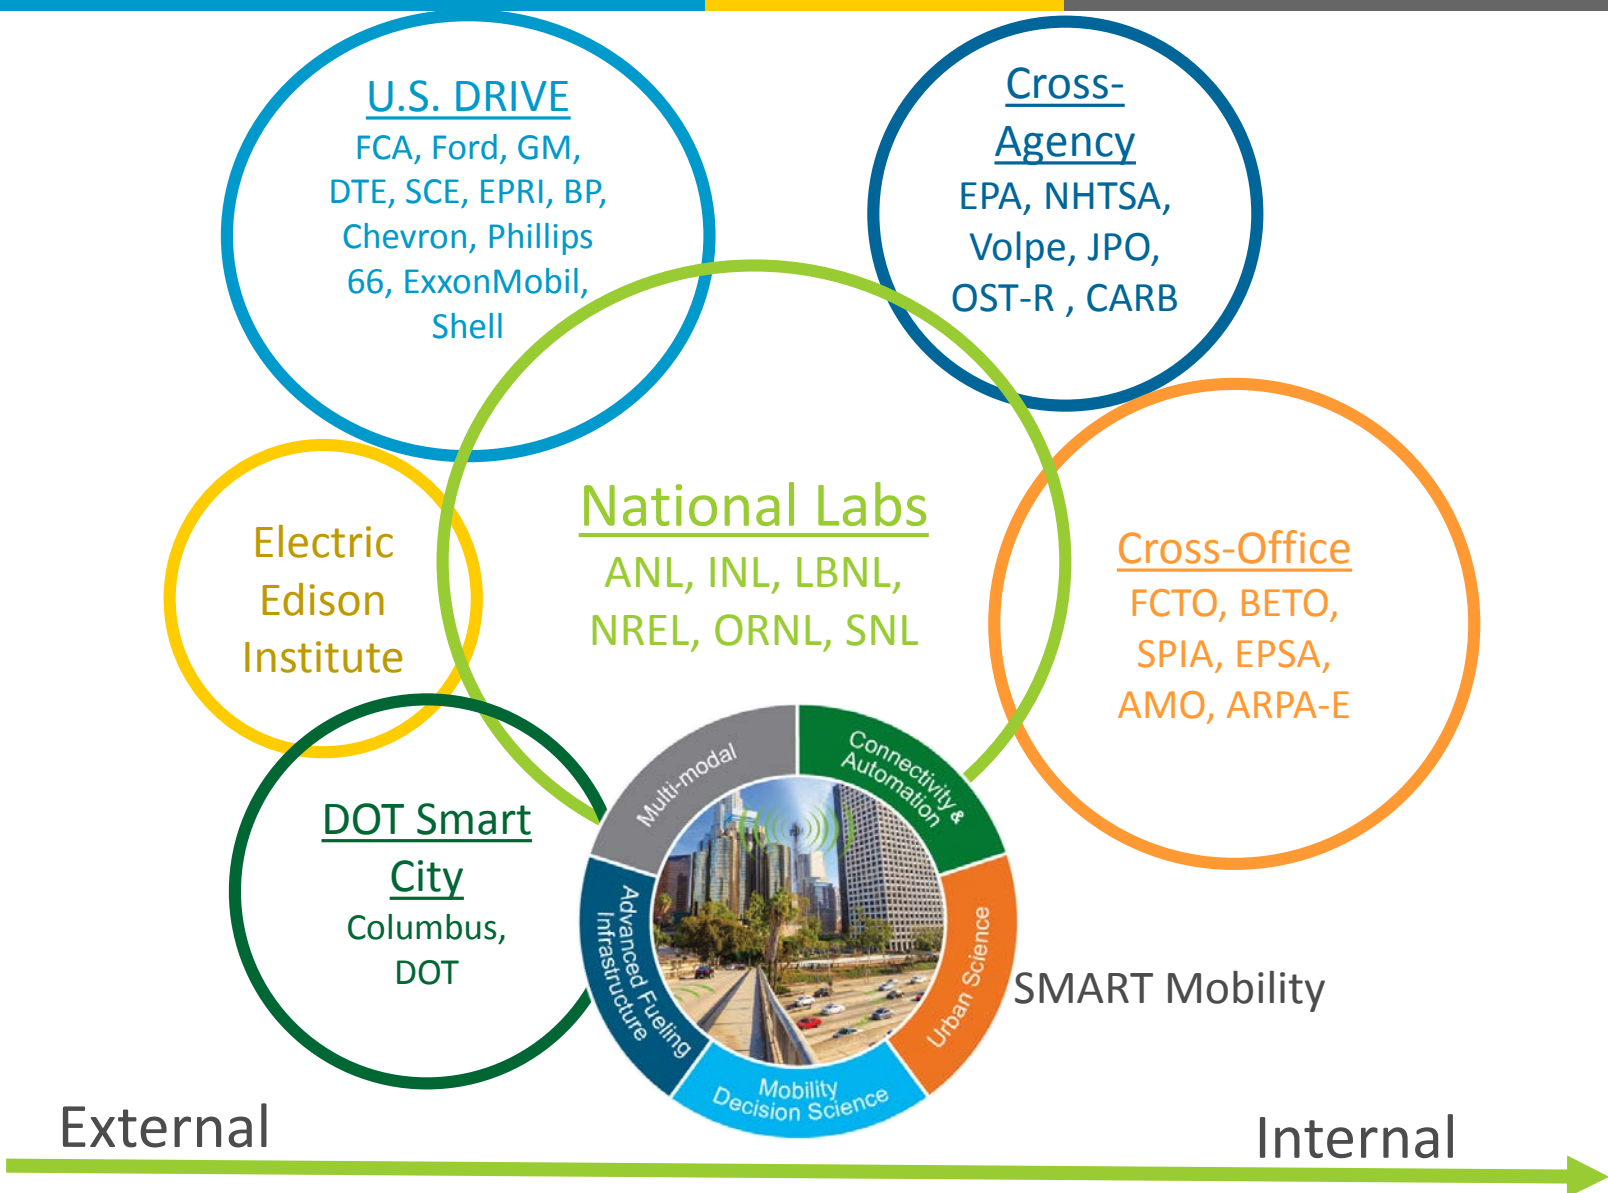 U.S. DRIVE
FCA, Ford, GM,
DTE, SCE, EPRI, BP,
Chevron, Phillips
66, ExxonMobil,
Shell
Cross-
Agency
EPA, NHTSA,
Volpe, JPO,
OST-R , CARB
National Labs
ANL, INL, LBNL,
NREL, ORNL, SNL
Electric
Edison
Institute
Cross-Office
FCTO, BETO,
SPIA, EPSA,
AMO, ARPA-E
DOT Smart
City
Columbus,
DOT
Multi-modal
Connectivity &
Automation
Advanced Fueling
Infrastructure
Urban Science
Mobility
Decision Science
SMART Mobility
External
Internal